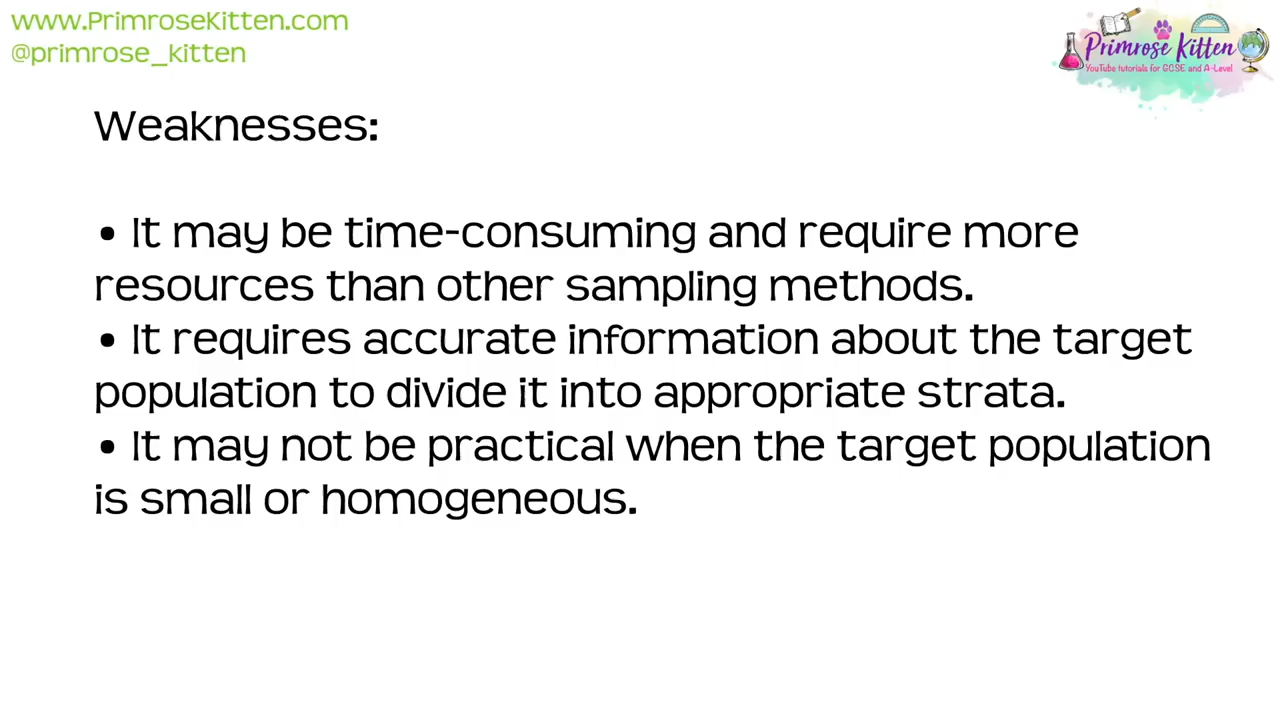 www.PrimroseKitten.com
@primrose_kitten
Primrose Kitten
YouTube tutorials for GCSE and A-Level
Weaknesses:
• It may be time-consuming and require more
resources than other sampling methods.
• It requires accurate information about the target
population to divide it into appropriate strata.
• It may not be practical when the target population
is small or homogeneous.